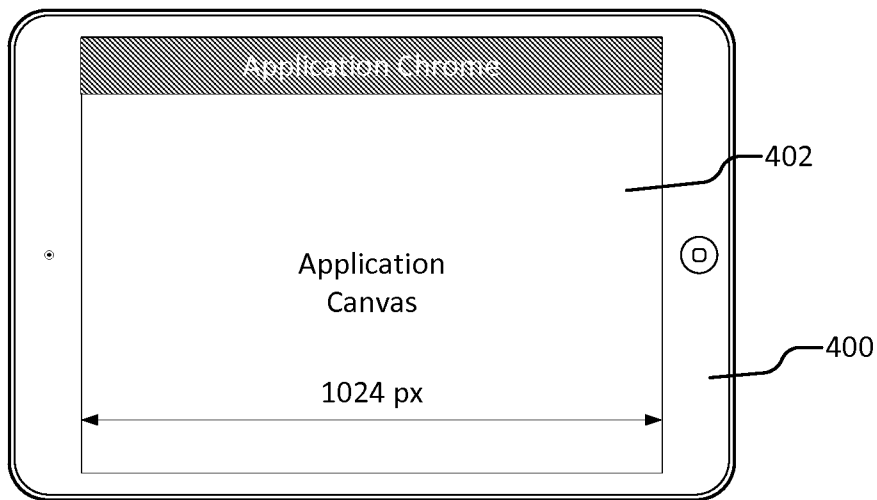 Application Chrome
402
Application
Canvas
400
1024 px